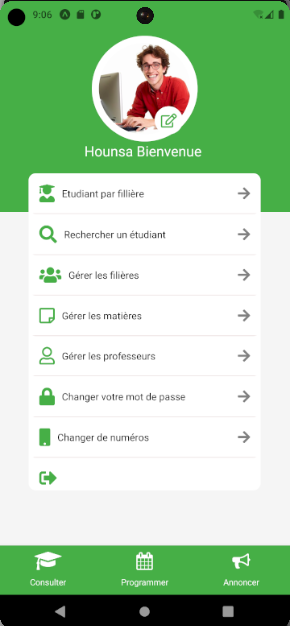 9:06
Hounsa Bienvenue
Etudiant par fillière
Rechercher un étudiant
Gérer les filières
Gérer les matières
Gérer les professeurs
Changer votre mot de passe
Changer de numéros
Consulter Programmer Annoncer